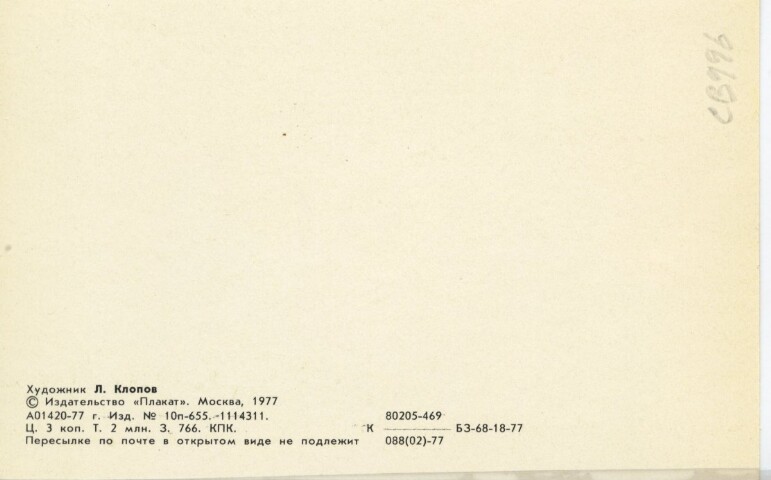 СВ996
Художник Л. Клопов
© Издательство «Плакат». Москва, 1977
А01420-77 г. Изд. № 10п-655.-1114311.
Ц. 3 коп. Т. 2 млн. З. 766. КПК.
Пересылке по почте в открытом виде не подлежит
К 80205-469 / 088(02)-77 БЗ-68-18-77